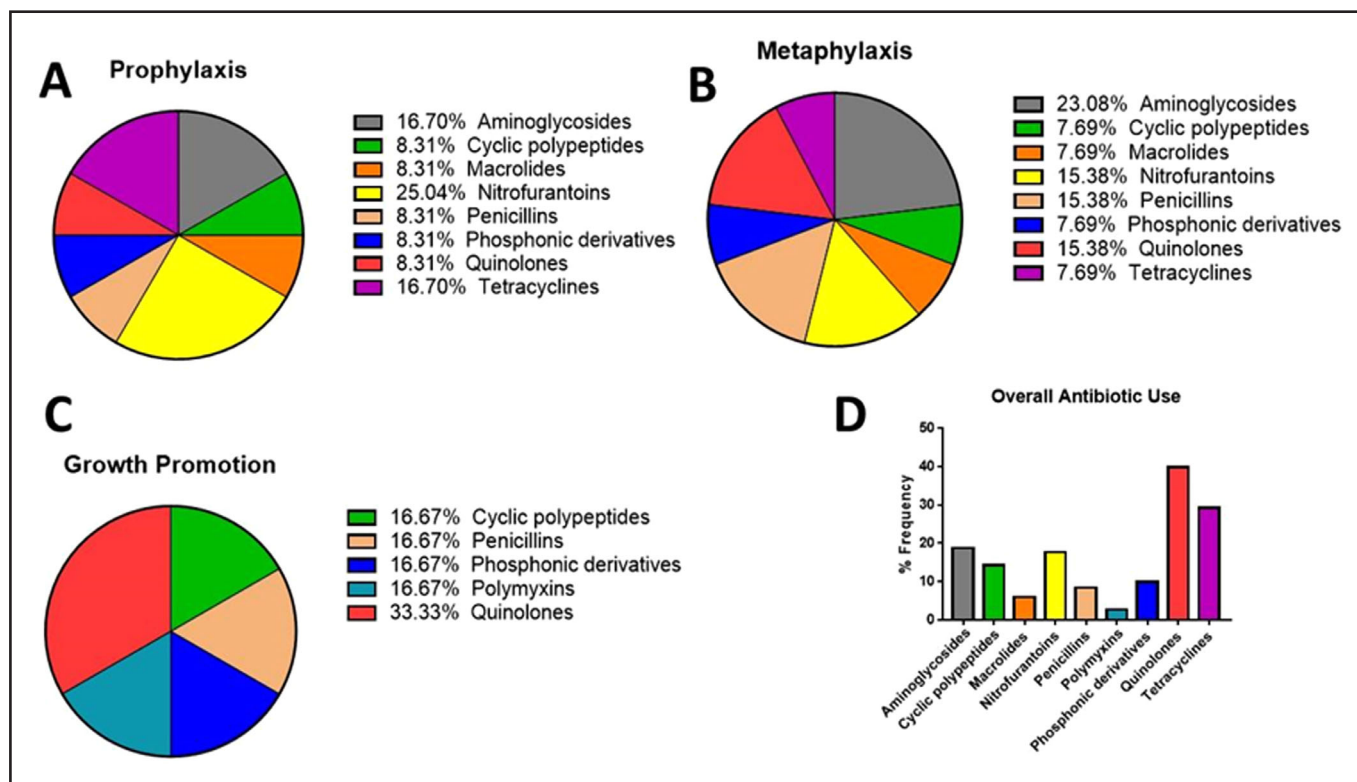 A
Prophylaxis
16.70% Aminoglycosides
8.31% Cyclic polypeptides
8.31% Macrolides
25.04% Nitrofurantoins
8.31% Penicillins
8.31% Phosphonic derivatives
8.31% Quinolones
16.70% Tetracyclines
B
Metaphylaxis
23.08% Aminoglycosides
7.69% Cyclic polypeptides
7.69% Macrolides
15.38% Nitrofurantoins
15.38% Penicillins
7.69% Phosphonic derivatives
15.38% Quinolones
7.69% Tetracyclines
C
Growth Promotion
16.67% Cyclic polypeptides
16.67% Penicillins
16.67% Phosphonic derivatives
16.67% Polymyxins
33.33% Quinolones
D
Overall Antibiotic Use
% Frequency
50
40
30
20
10
0
Aminoglycosides
Cyclic polypeptides
Macrolides
Nitrofurantoins
Penicillins
Polymyxins
Phosphonic derivatives
Quinolones
Tetracyclines